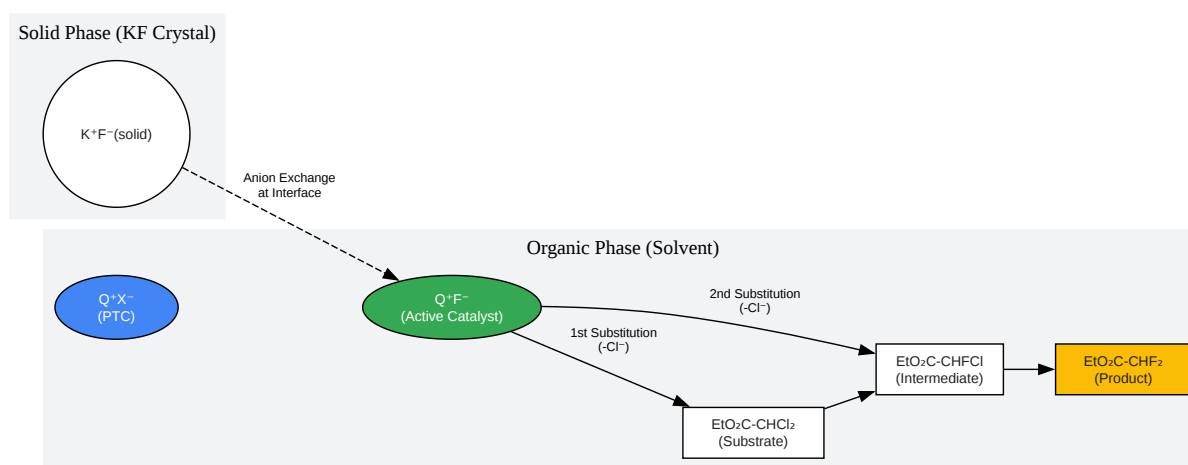 Solid Phase (KF Crystal)
K⁺F⁻(solid)
Anion Exchange
at Interface
Organic Phase (Solvent)
Q⁺X⁻
(PTC)
Q⁺F⁻
(Active Catalyst)
2nd Substitution
(-Cl⁻)
1st Substitution
(-Cl⁻)
EtO₂C-CHFCl
(Intermediate)
EtO₂C-CHF₂
(Product)
EtO₂C-CHCl₂
(Substrate)